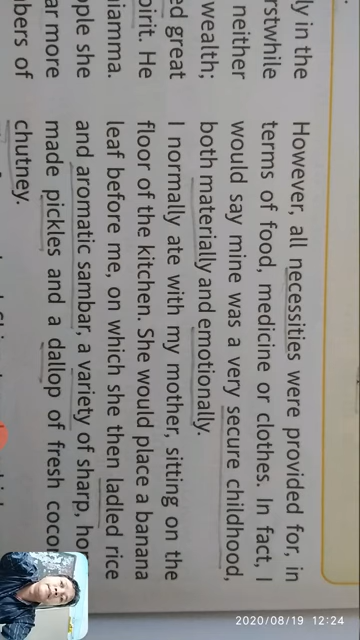 ly in the
rstwhile
neither
wealth;
ed great
pirit. He
iamma.
ple she
ar more
bers of
However, all necessities were provided for, in
terms of food, medicine or clothes. In fact, I
would say mine was a very secure childhood,
both materially and emotionally.
I normally ate with my mother, sitting on the
floor of the kitchen. She would place a banana
leaf before me, on which she then ladled rice
and aromatic sambar, a variety of sharp, ho
made pickles and a dallop of fresh coco
chutney.
2020/08/19 12:24